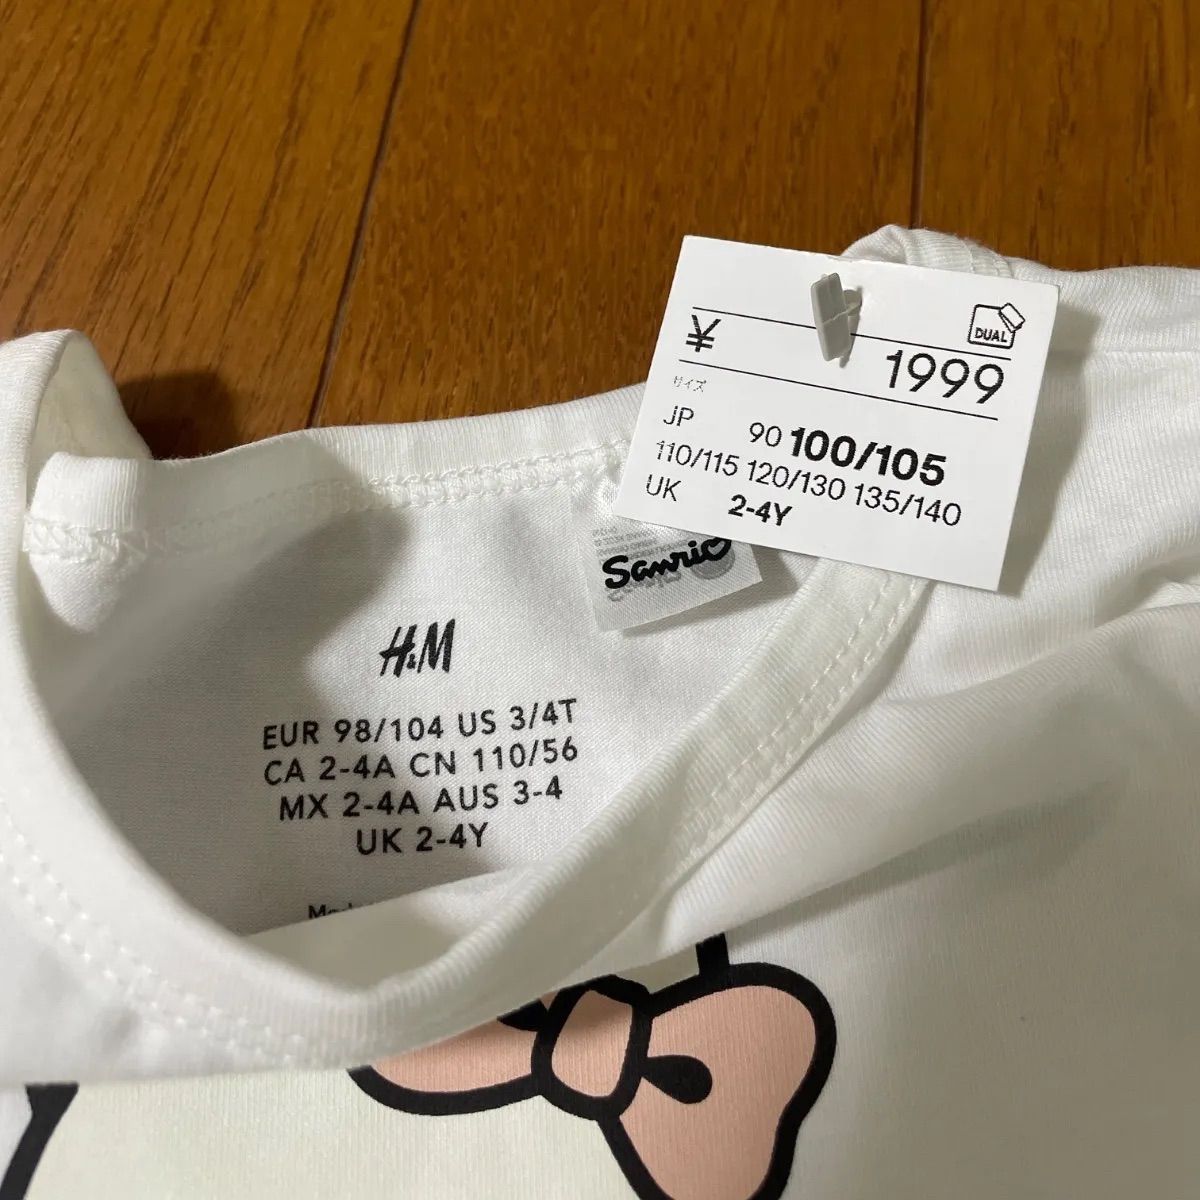 DUAL
¥ 1999
サイズ
JP 90 100/105
110/115 120/130 135/140
UK 2-4Y
Sanrio
H&M
EUR 98/104 US 3/4T
CA 2-4A CN 110/56
MX 2-4A AUS 3-4
UK 2-4Y